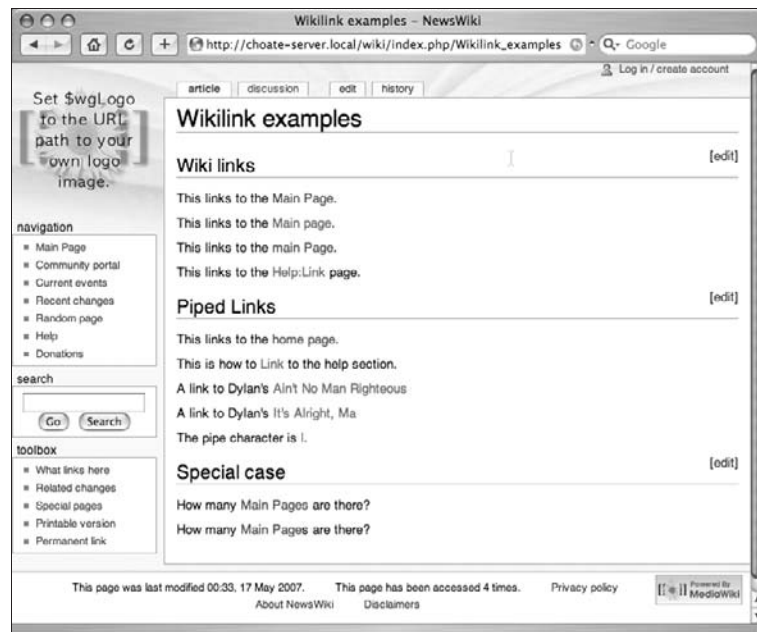 Wikilink examples – NewsWiki
http://choate-server.local/wiki/index.php/Wikilink_examples
Google
Log in / create account
Set $wgLogo
to the URL
path to your
own logo
image.
article discussion edit history
Wikilink examples
Wiki links [edit]
This links to the Main Page.
This links to the Main page.
This links to the main Page.
This links to the Help:Link page.
Piped Links [edit]
This links to the home page.
This is how to Link to the help section.
A link to Dylan's Ain't No Man Righteous
A link to Dylan's It's Alright, Ma
The pipe character is |.
Special case [edit]
How many Main Pages are there?
How many Main Pages are there?
navigation
Main Page
Community portal
Current events
Recent changes
Random page
Help
Donations
search
Go Search
toolbox
What links here
Related changes
Special pages
Printable version
Permanent link
This page was last modified 00:33, 17 May 2007. This page has been accessed 4 times. Privacy policy
About NewsWiki Disclaimers
[[ ]] Powered By
MediaWiki